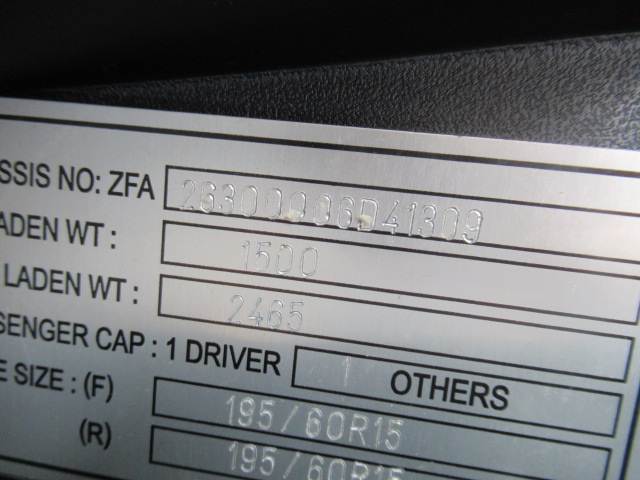 SSIS NO: ZFA 26300006D41309
ADEN WT : 1500
LADEN WT : 2465
SENGER CAP : 1 DRIVER 1 OTHERS
E SIZE : (F) 195/60R15
(R) 195/60R15